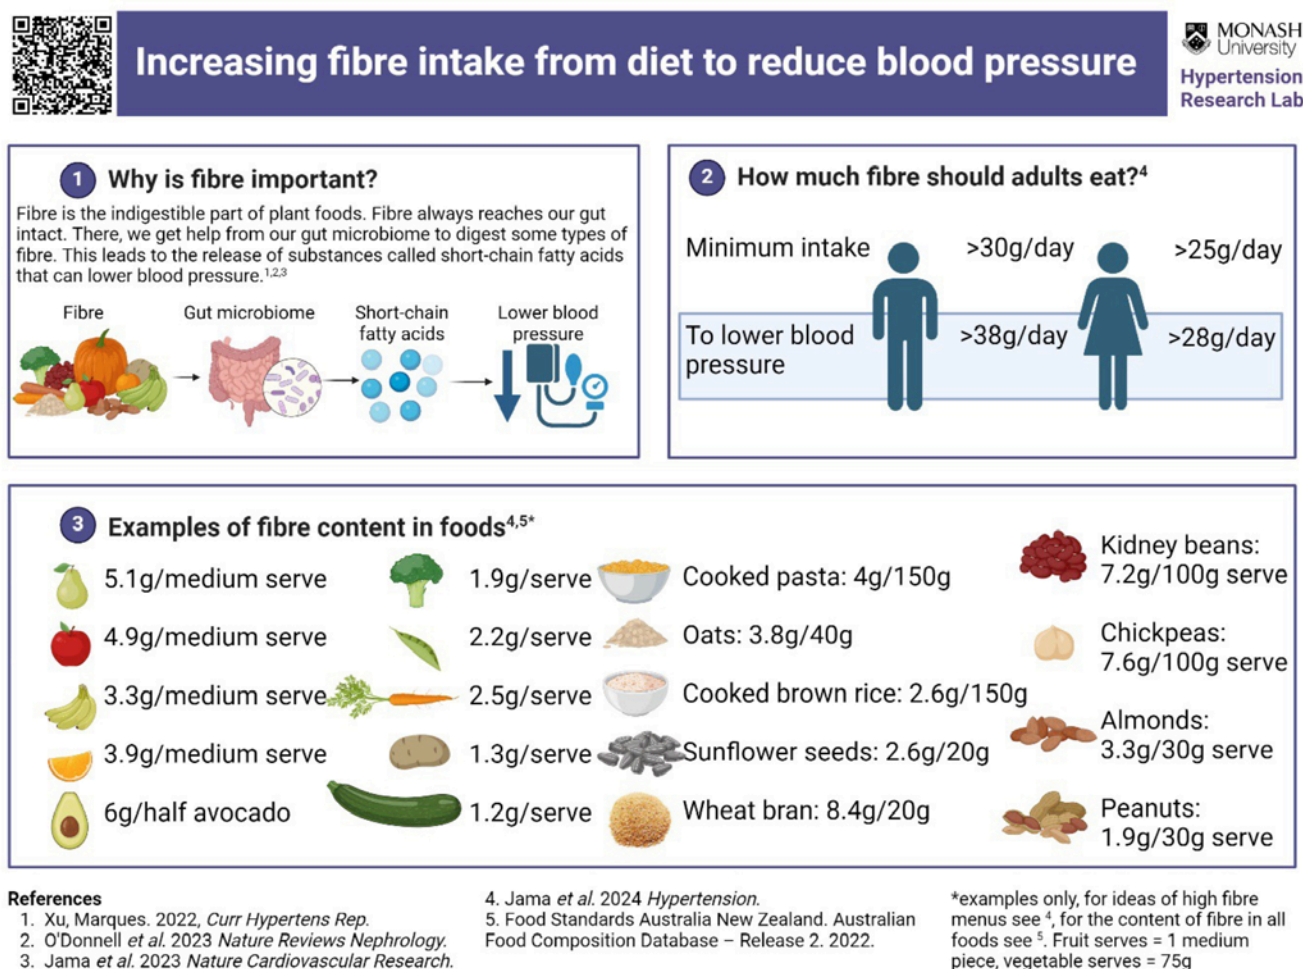 Increasing fibre intake from diet to reduce blood pressure
MONASH
University
Hypertension
Research Lab
1 Why is fibre important?
Fibre is the indigestible part of plant foods. Fibre always reaches our gut
intact. There, we get help from our gut microbiome to digest some types of
fibre. This leads to the release of substances called short-chain fatty acids
that can lower blood pressure.1,2,3
Fibre
Gut microbiome
Short-chain
fatty acids
Lower blood
pressure
2 How much fibre should adults eat?4
Minimum intake >30g/day >25g/day
To lower blood
pressure
>38g/day >28g/day
3 Examples of fibre content in foods4,5*
5.1g/medium serve
4.9g/medium serve
3.3g/medium serve
3.9g/medium serve
6g/half avocado
1.9g/serve
2.2g/serve
2.5g/serve
1.3g/serve
1.2g/serve
Cooked pasta: 4g/150g
Oats: 3.8g/40g
Cooked brown rice: 2.6g/150g
Sunflower seeds: 2.6g/20g
Wheat bran: 8.4g/20g
Kidney beans:
7.2g/100g serve
Chickpeas:
7.6g/100g serve
Almonds:
3.3g/30g serve
Peanuts:
1.9g/30g serve
References
1. Xu, Marques. 2022, Curr Hypertens Rep.
2. O'Donnell et al. 2023 Nature Reviews Nephrology.
3. Jama et al. 2023 Nature Cardiovascular Research.
4. Jama et al. 2024 Hypertension.
5. Food Standards Australia New Zealand. Australian
Food Composition Database – Release 2. 2022.
*examples only, for ideas of high fibre
menus see 4, for the content of fibre in all
foods see 5. Fruit serves = 1 medium
piece, vegetable serves = 75g